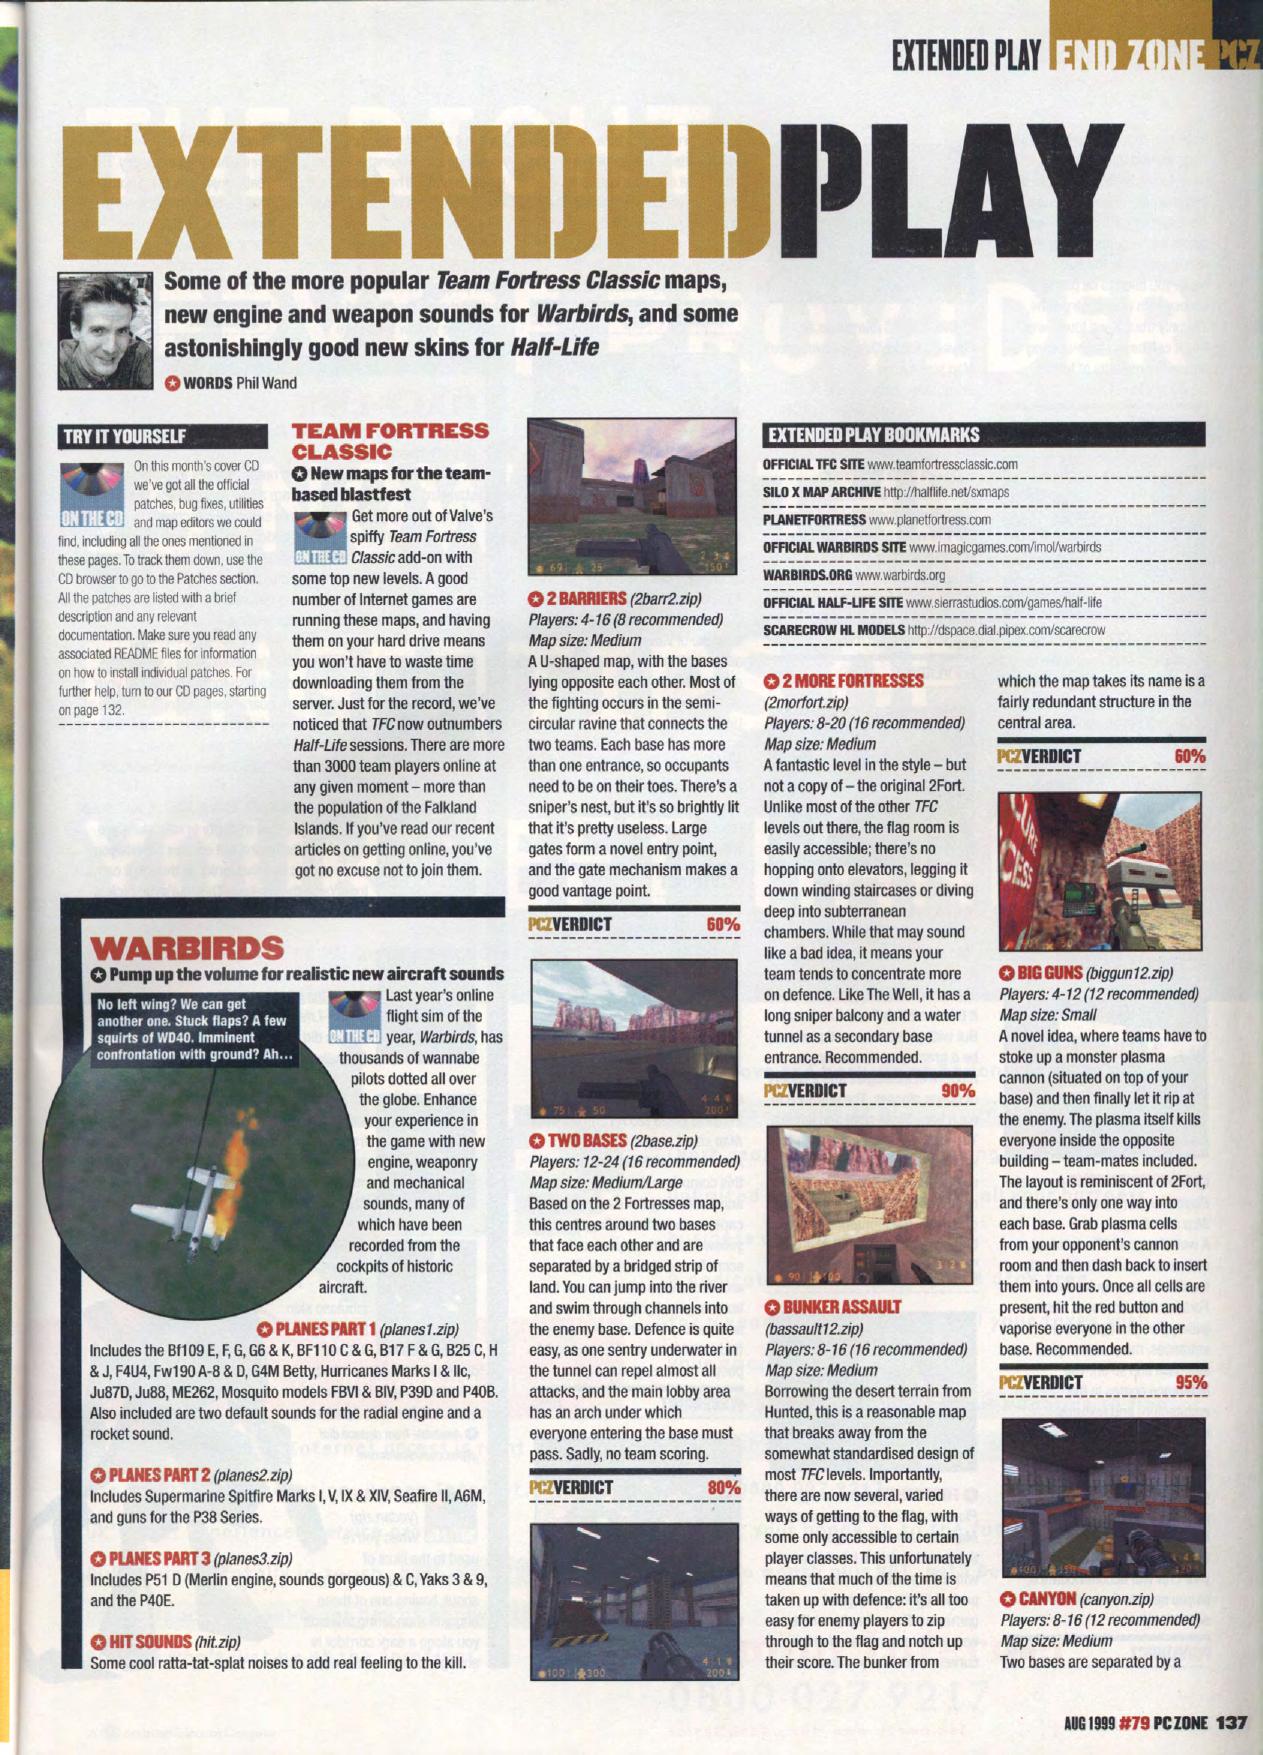 EXTENDED PLAY END ZONE PCZ
EXTENDEDPLAY
Some of the more popular Team Fortress Classic maps,
new engine and weapon sounds for Warbirds, and some
astonishingly good new skins for Half-Life
WORDS Phil Wand
TRY IT YOURSELF
ON THE CD
On this month's cover CD
we've got all the official
patches, bug fixes, utilities
and map editors we could
find, including all the ones mentioned in
these pages. To track them down, use the
CD browser to go to the Patches section.
All the patches are listed with a brief
description and any relevant
documentation. Make sure you read any
associated README files for information
on how to install individual patches. For
further help, turn to our CD pages, starting
on page 132.
TEAM FORTRESS
CLASSIC
New maps for the team-
based blastfest
ON THE CD
Get more out of Valve's
spiffy Team Fortress
Classic add-on with
some top new levels. A good
number of Internet games are
running these maps, and having
them on your hard drive means
you won't have to waste time
downloading them from the
server. Just for the record, we've
noticed that TFC now outnumbers
Half-Life sessions. There are more
than 3000 team players online at
any given moment – more than
the population of the Falkland
Islands. If you've read our recent
articles on getting online, you've
got no excuse not to join them.
WARBIRDS
Pump up the volume for realistic new aircraft sounds
No left wing? We can get
another one. Stuck flaps? A few
squirts of WD40. Imminent
confrontation with ground? Ah...
ON THE CD
Last year's online
flight sim of the
year, Warbirds, has
thousands of wannabe
pilots dotted all over
the globe. Enhance
your experience in
the game with new
engine, weaponry
and mechanical
sounds, many of
which have been
recorded from the
cockpits of historic
aircraft.
PLANES PART 1 (planes1.zip)
Includes the Bf109 E, F, G, G6 & K, BF110 C & G, B17 F & G, B25 C, H
& J, F4U4, Fw190 A-8 & D, G4M Betty, Hurricanes Marks I & IIc,
Ju87D, Ju88, ME262, Mosquito models FBVI & BIV, P39D and P40B.
Also included are two default sounds for the radial engine and a
rocket sound.
PLANES PART 2 (planes2.zip)
Includes Supermarine Spitfire Marks I, V, IX & XIV, Seafire II, A6M,
and guns for the P38 Series.
PLANES PART 3 (planes3.zip)
Includes P51 D (Merlin engine, sounds gorgeous) & C, Yaks 3 & 9,
and the P40E.
HIT SOUNDS (hit.zip)
Some cool ratta-tat-splat noises to add real feeling to the kill.
2 BARRIERS (2barr2.zip)
Players: 4-16 (8 recommended)
Map size: Medium
A U-shaped map, with the bases
lying opposite each other. Most of
the fighting occurs in the semi-
circular ravine that connects the
two teams. Each base has more
than one entrance, so occupants
need to be on their toes. There's a
sniper's nest, but it's so brightly lit
that it's pretty useless. Large
gates form a novel entry point,
and the gate mechanism makes a
good vantage point.
PCZVERDICT 60%
TWO BASES (2base.zip)
Players: 12-24 (16 recommended)
Map size: Medium/Large
Based on the 2 Fortresses map,
this centres around two bases
that face each other and are
separated by a bridged strip of
land. You can jump into the river
and swim through channels into
the enemy base. Defence is quite
easy, as one sentry underwater in
the tunnel can repel almost all
attacks, and the main lobby area
has an arch under which
everyone entering the base must
pass. Sadly, no team scoring.
PCZVERDICT 80%
EXTENDED PLAY BOOKMARKS
OFFICIAL TFC SITE www.teamfortressclassic.com
SILO X MAP ARCHIVE http://halflife.net/sxmaps
PLANETFORTRESS www.planetfortress.com
OFFICIAL WARBIRDS SITE www.imagicgames.com/imol/warbirds
WARBIRDS.ORG www.warbirds.org
OFFICIAL HALF-LIFE SITE www.sierrastudios.com/games/half-life
SCARECROW HL MODELS http://dspace.dial.pipex.com/scarecrow
2 MORE FORTRESSES
(2morfort.zip)
Players: 8-20 (16 recommended)
Map size: Medium
A fantastic level in the style – but
not a copy of – the original 2Fort.
Unlike most of the other TFC
levels out there, the flag room is
easily accessible; there's no
hopping onto elevators, legging it
down winding staircases or diving
deep into subterranean
chambers. While that may sound
like a bad idea, it means your
team tends to concentrate more
on defence. Like The Well, it has a
long sniper balcony and a water
tunnel as a secondary base
entrance. Recommended.
PCZVERDICT 90%
BUNKER ASSAULT
(bassault12.zip)
Players: 8-16 (16 recommended)
Map size: Medium
Borrowing the desert terrain from
Hunted, this is a reasonable map
that breaks away from the
somewhat standardised design of
most TFC levels. Importantly,
there are now several, varied
ways of getting to the flag, with
some only accessible to certain
player classes. This unfortunately
means that much of the time is
taken up with defence: it's all too
easy for enemy players to zip
through to the flag and notch up
their score. The bunker from
which the map takes its name is a
fairly redundant structure in the
central area.
PCZVERDICT 60%
BIG GUNS (biggun12.zip)
Players: 4-12 (12 recommended)
Map size: Small
A novel idea, where teams have to
stoke up a monster plasma
cannon (situated on top of your
base) and then finally let it rip at
the enemy. The plasma itself kills
everyone inside the opposite
building – team-mates included.
The layout is reminiscent of 2Fort,
and there's only one way into
each base. Grab plasma cells
from your opponent's cannon
room and then dash back to insert
them into yours. Once all cells are
present, hit the red button and
vaporise everyone in the other
base. Recommended.
PCZVERDICT 95%
CANYON (canyon.zip)
Players: 8-16 (12 recommended)
Map size: Medium
Two bases are separated by a
AUG 1999 #79 PC ZONE 137